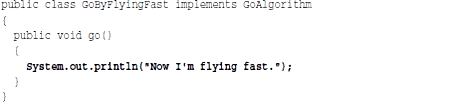 public class GoByFlyingFast implements GoAlgorithm
{
  public void go()
  {
    System.out.println("Now I'm flying fast.");
  }
}